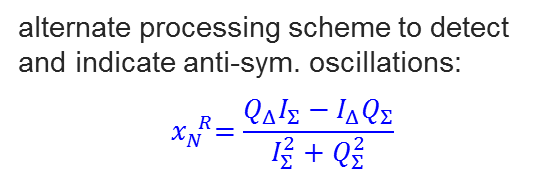 alternate processing scheme to detect
and indicate anti-sym. oscillations:
x_N^R = (Q_Δ I_Σ − I_Δ Q_Σ) / (I_Σ^2 + Q_Σ^2)